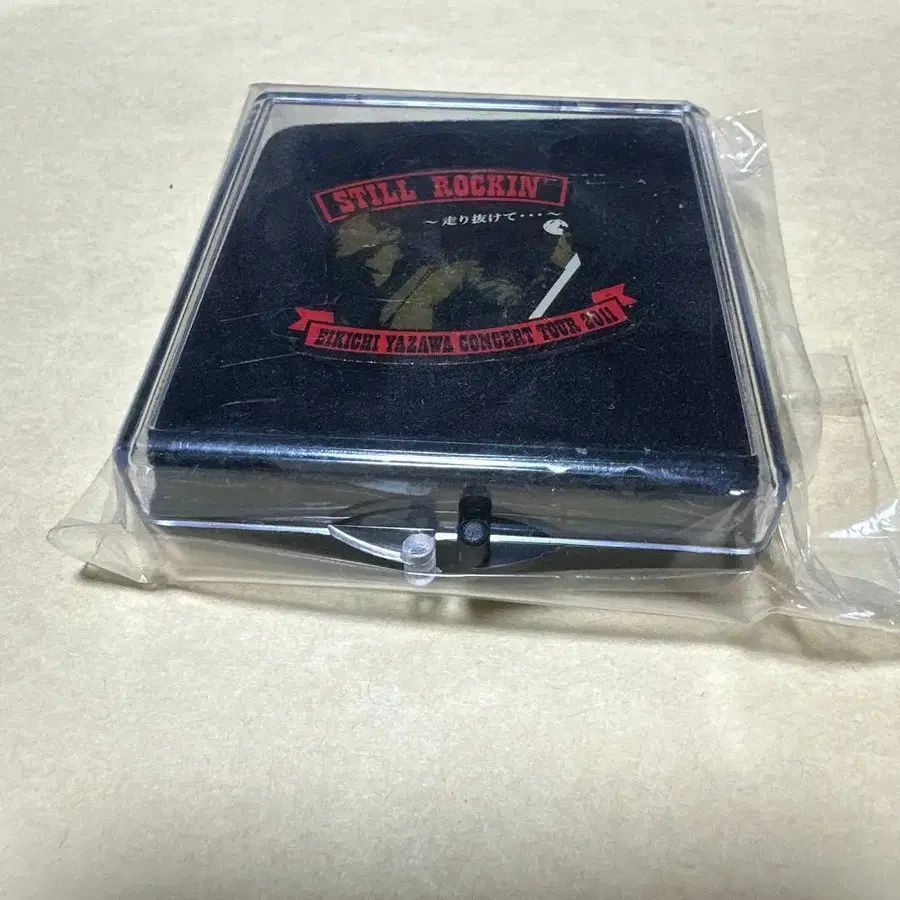 STILL ROCKIN'
～走り抜けて・・・～
EIKICHI YAZAWA CONCERT TOUR 2011